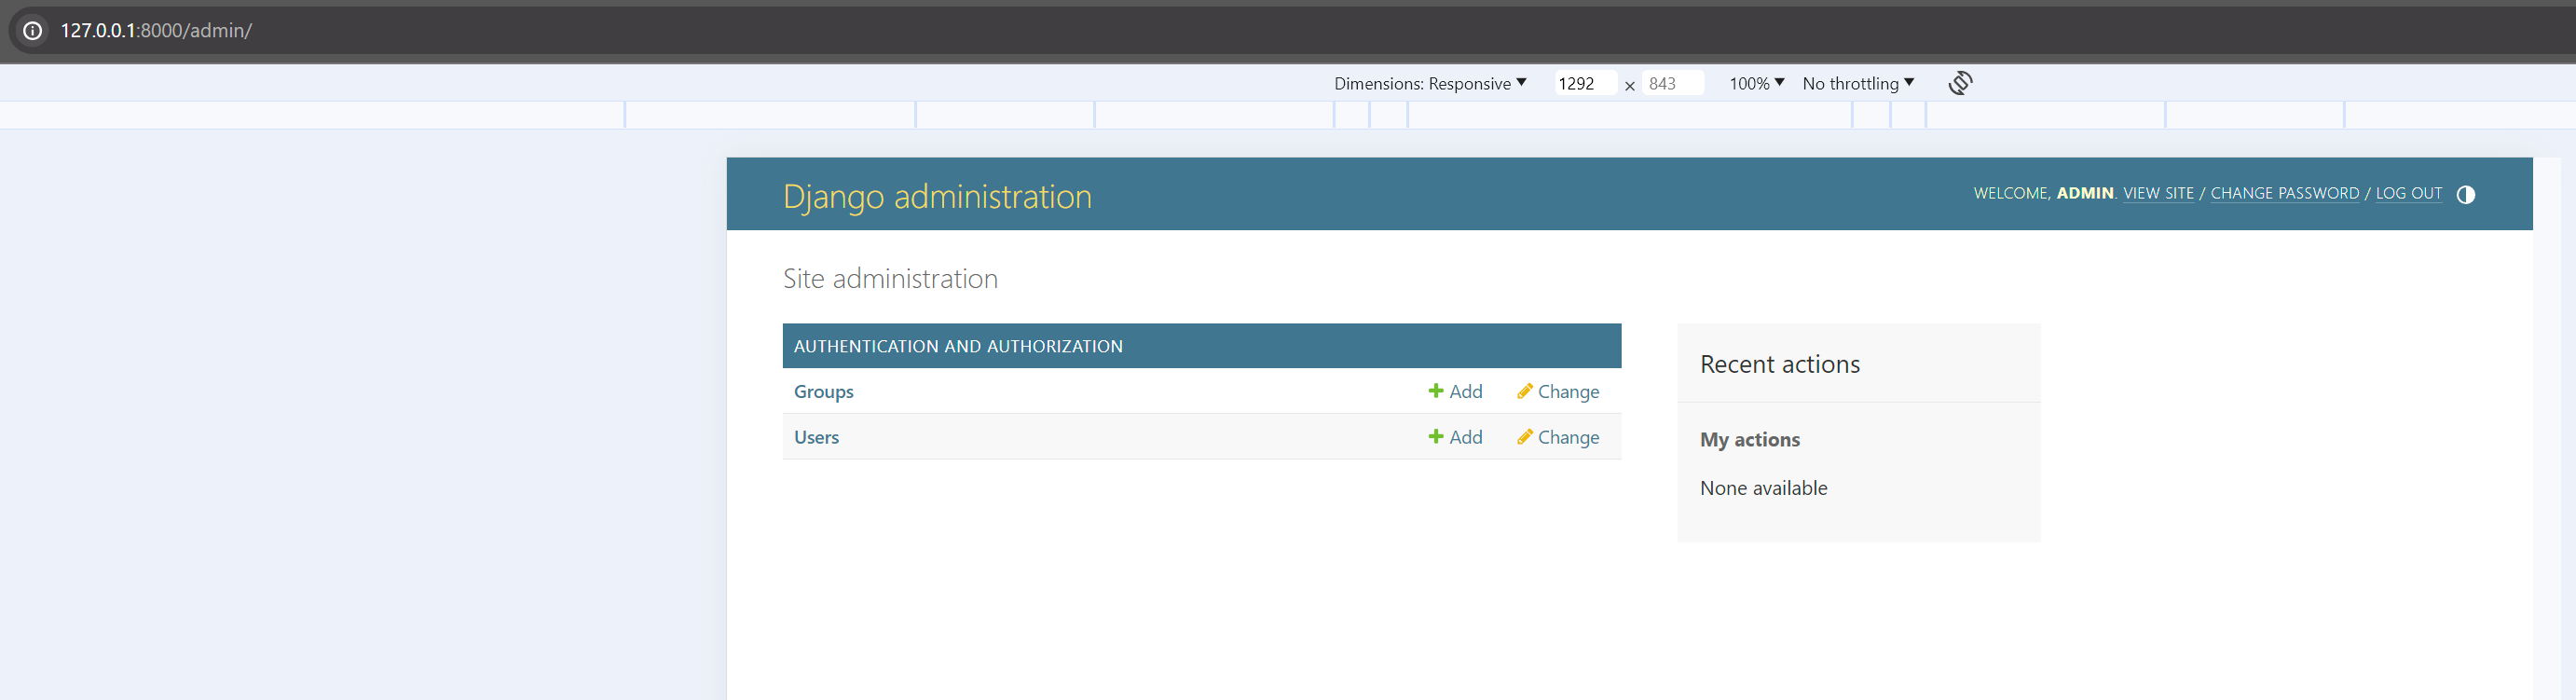 127.0.0.1:8000/admin/
Dimensions: Responsive 1292 × 843 100% No throttling
Django administration
WELCOME, ADMIN. VIEW SITE / CHANGE PASSWORD / LOG OUT
Site administration
AUTHENTICATION AND AUTHORIZATION
Groups Add Change
Users Add Change
Recent actions
My actions
None available